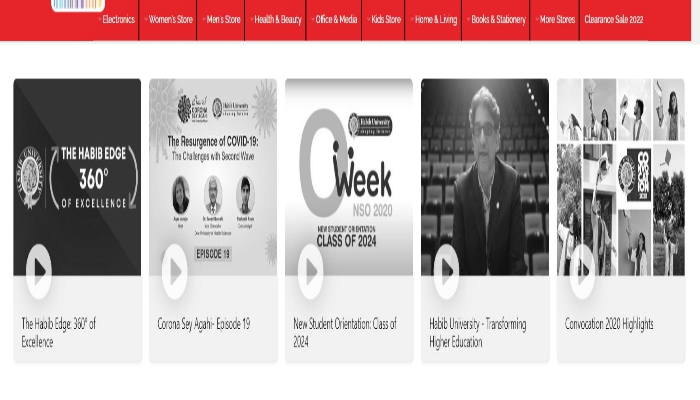 Electronics Women's Store Men's Store Health & Beauty Office & Media Kids Store Home & Living Books & Stationery More Stores Clearance Sale 2022
THE HABIB EDGE
360°
OF EXCELLENCE
Habib University
The Resurgence of COVID-19:
The Challenges with Second Wave
EPISODE 19
Habib University
Week
NSO 2020
NEW STUDENT ORIENTATION
CLASS OF 2024
The Habib Edge: 360° of
Excellence
Corona Sey Agahi- Episode 19
New Student Orientation: Class of
2024
Habib University - Transforming
Higher Education
Convocation 2020 Highlights